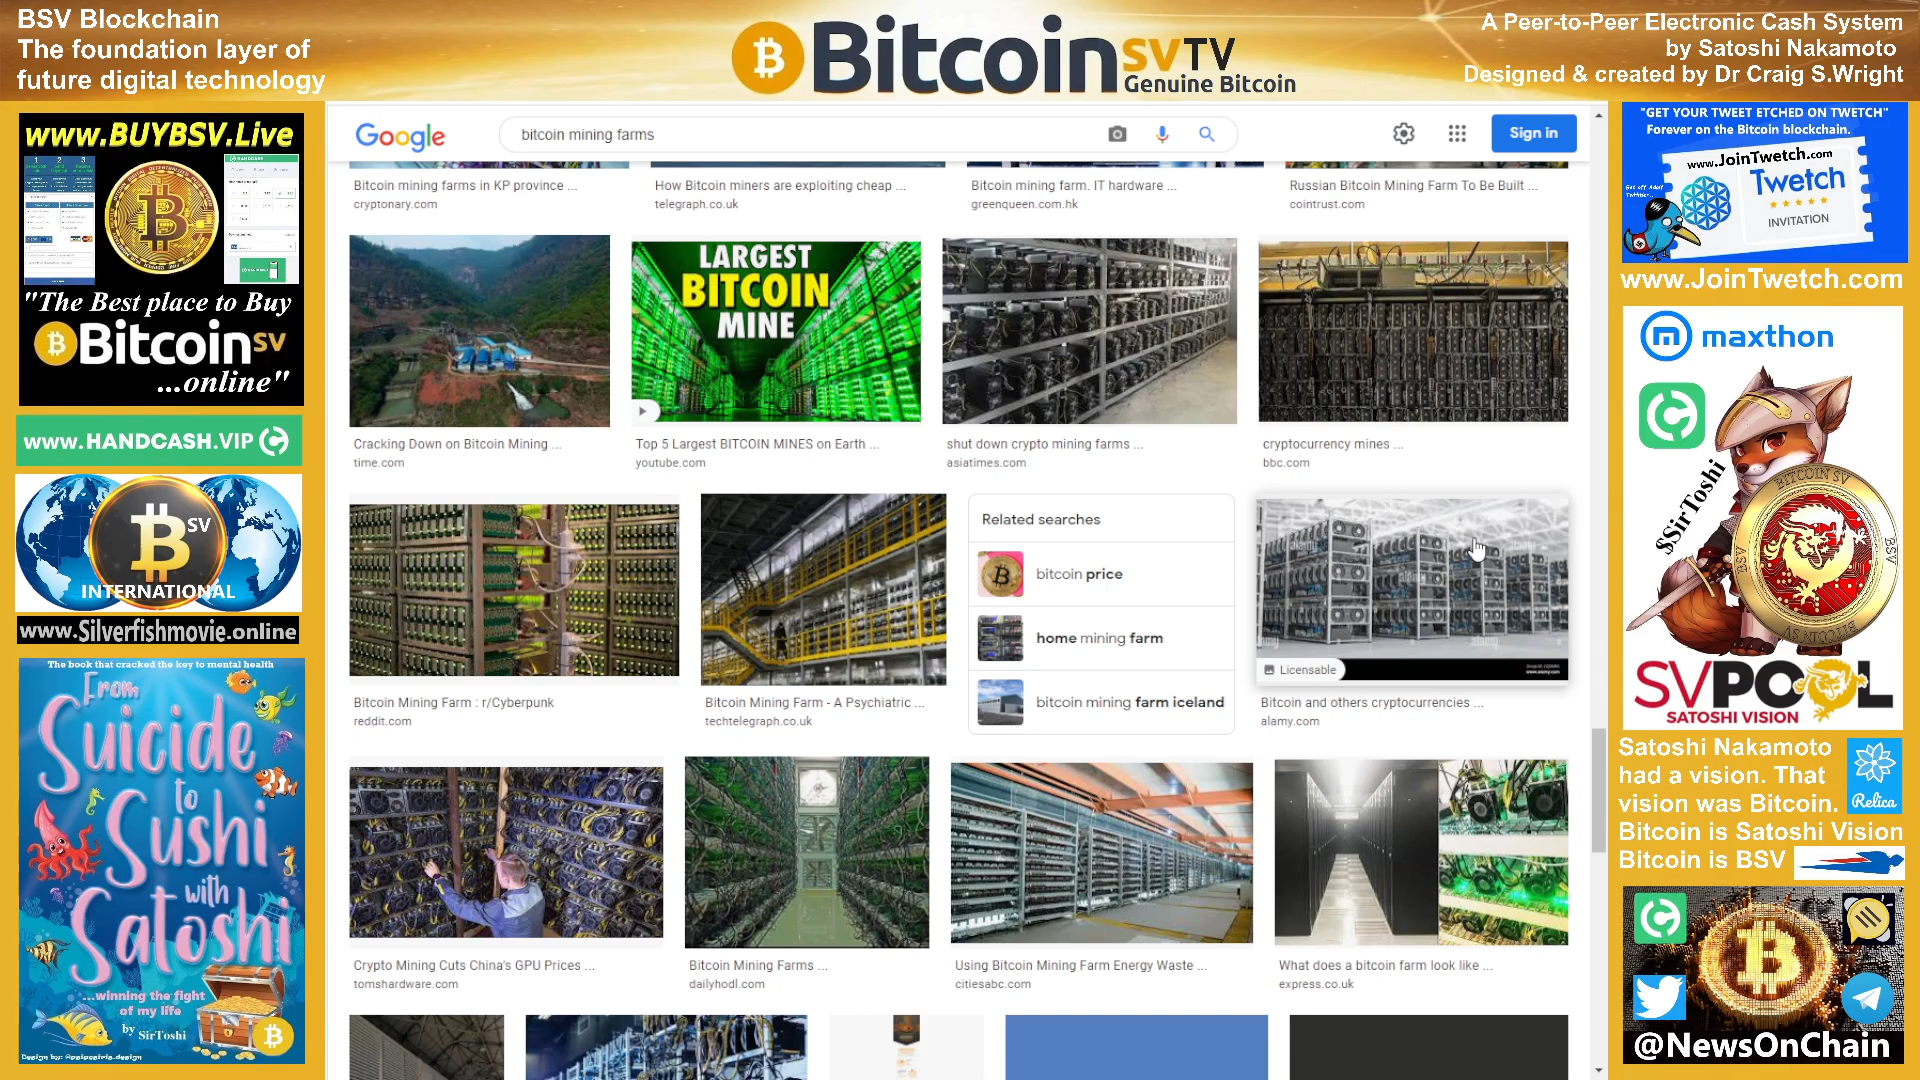 BSV Blockchain
The foundation layer of
future digital technology
Bitcoin SV TV
Genuine Bitcoin
A Peer-to-Peer Electronic Cash System
by Satoshi Nakamoto
Designed & created by Dr Craig S.Wright
www.BUYBSV.Live
"The Best place to Buy
Bitcoin SV
...online"
www.HANDCASH.VIP
SV
INTERNATIONAL
www.Silverfishmovie.online
The book that cracked the key to mental health
From
Suicide
to
Sushi
with
Satoshi
...winning the fight
of my life
by SirToshi
Google
bitcoin mining farms
Sign in
Bitcoin mining farms in KP province ...
cryptonary.com
How Bitcoin miners are exploiting cheap ...
telegraph.co.uk
Bitcoin mining farm. IT hardware ...
greenqueen.com.hk
Russian Bitcoin Mining Farm To Be Built ...
cointrust.com
LARGEST
BITCOIN
MINE
Cracking Down on Bitcoin Mining ...
time.com
Top 5 Largest BITCOIN MINES on Earth ...
youtube.com
shut down crypto mining farms ...
asiatimes.com
cryptocurrency mines ...
bbc.com
Bitcoin Mining Farm : r/Cyberpunk
reddit.com
Bitcoin Mining Farm - A Psychiatric ...
techtelegraph.co.uk
Related searches
bitcoin price
home mining farm
bitcoin mining farm iceland
Licensable
Bitcoin and others cryptocurrencies ...
alamy.com
Crypto Mining Cuts China's GPU Prices ...
tomshardware.com
Bitcoin Mining Farms ...
dailyhodl.com
Using Bitcoin Mining Farm Energy Waste ...
citiesabc.com
What does a bitcoin farm look like ...
express.co.uk
"GET YOUR TWEET ETCHED ON TWETCH"
Forever on the Bitcoin blockchain.
www.JoinTwetch.com
Twetch
INVITATION
www.JoinTwetch.com
maxthon
$SirToshi
BITCOIN SV
BSV
SVPOOL
SATOSHI VISION
Satoshi Nakamoto
had a vision. That
vision was Bitcoin.
Relica
Bitcoin is Satoshi Vision
Bitcoin is BSV
@NewsOnChain